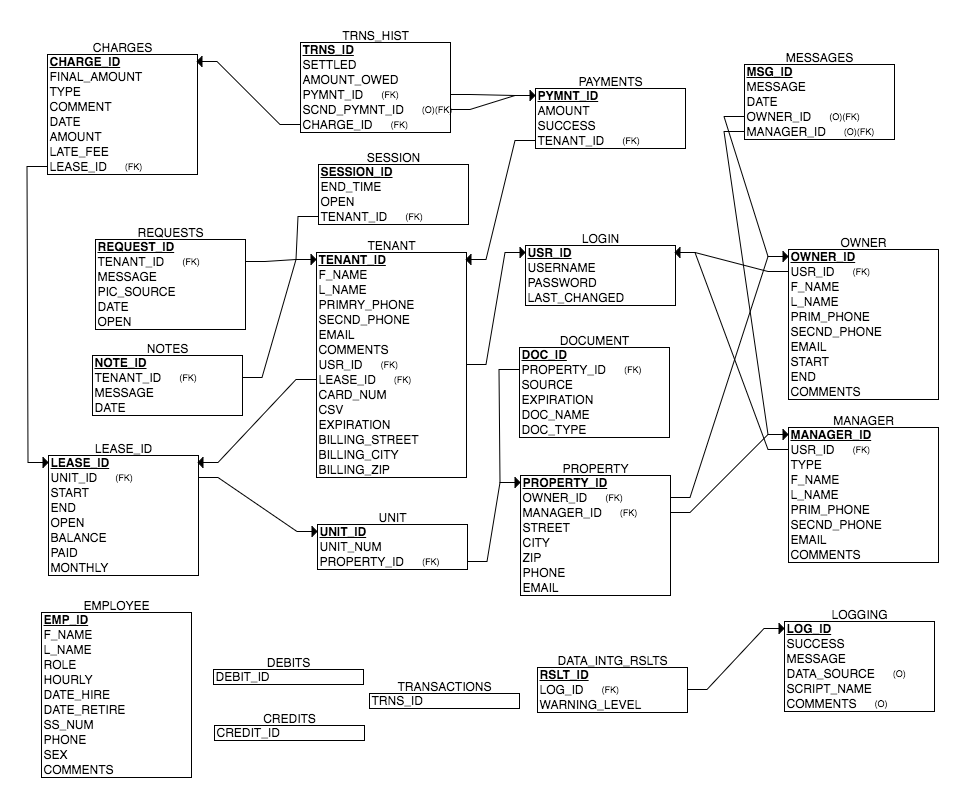 CHARGES
CHARGE_ID
FINAL_AMOUNT
TYPE
COMMENT
DATE
AMOUNT
LATE_FEE
LEASE_ID (FK)
TRNS_HIST
TRNS_ID
SETTLED
AMOUNT_OWED
PYMNT_ID (FK)
SCND_PYMNT_ID (O)(FK)
CHARGE_ID (FK)
PAYMENTS
PYMNT_ID
AMOUNT
SUCCESS
TENANT_ID (FK)
MESSAGES
MSG_ID
MESSAGE
DATE
OWNER_ID (O)(FK)
MANAGER_ID (O)(FK)
SESSION
SESSION_ID
END_TIME
OPEN
TENANT_ID (FK)
REQUESTS
REQUEST_ID
TENANT_ID (FK)
MESSAGE
PIC_SOURCE
DATE
OPEN
TENANT
TENANT_ID
F_NAME
L_NAME
PRIMRY_PHONE
SECND_PHONE
EMAIL
COMMENTS
USR_ID (FK)
LEASE_ID (FK)
CARD_NUM
CSV
EXPIRATION
BILLING_STREET
BILLING_CITY
BILLING_ZIP
LOGIN
USR_ID
USERNAME
PASSWORD
LAST_CHANGED
OWNER
OWNER_ID
USR_ID (FK)
F_NAME
L_NAME
PRIM_PHONE
SECND_PHONE
EMAIL
START
END
COMMENTS
NOTES
NOTE_ID
TENANT_ID (FK)
MESSAGE
DATE
DOCUMENT
DOC_ID
PROPERTY_ID (FK)
SOURCE
EXPIRATION
DOC_NAME
DOC_TYPE
MANAGER
MANAGER_ID
USR_ID (FK)
TYPE
F_NAME
L_NAME
PRIM_PHONE
SECND_PHONE
EMAIL
COMMENTS
LEASE_ID
LEASE_ID
UNIT_ID (FK)
START
END
OPEN
BALANCE
PAID
MONTHLY
UNIT
UNIT_ID
UNIT_NUM
PROPERTY_ID (FK)
PROPERTY
PROPERTY_ID
OWNER_ID (FK)
MANAGER_ID (FK)
STREET
CITY
ZIP
PHONE
EMAIL
EMPLOYEE
EMP_ID
F_NAME
L_NAME
ROLE
HOURLY
DATE_HIRE
DATE_RETIRE
SS_NUM
PHONE
SEX
COMMENTS
DEBITS
DEBIT_ID
CREDITS
CREDIT_ID
TRANSACTIONS
TRNS_ID
DATA_INTG_RSLTS
RSLT_ID
LOG_ID (FK)
WARNING_LEVEL
LOGGING
LOG_ID
SUCCESS
MESSAGE
DATA_SOURCE (O)
SCRIPT_NAME
COMMENTS (O)